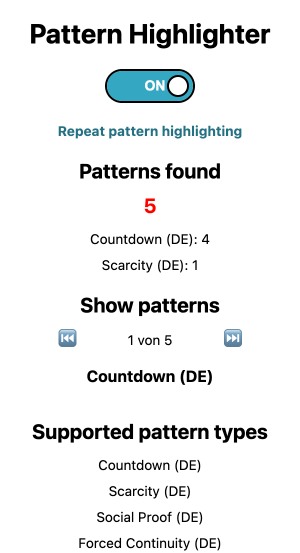 Pattern Highlighter
ON
Repeat pattern highlighting
Patterns found
5
Countdown (DE): 4
Scarcity (DE): 1
Show patterns
1 von 5
Countdown (DE)
Supported pattern types
Countdown (DE)
Scarcity (DE)
Social Proof (DE)
Forced Continuity (DE)